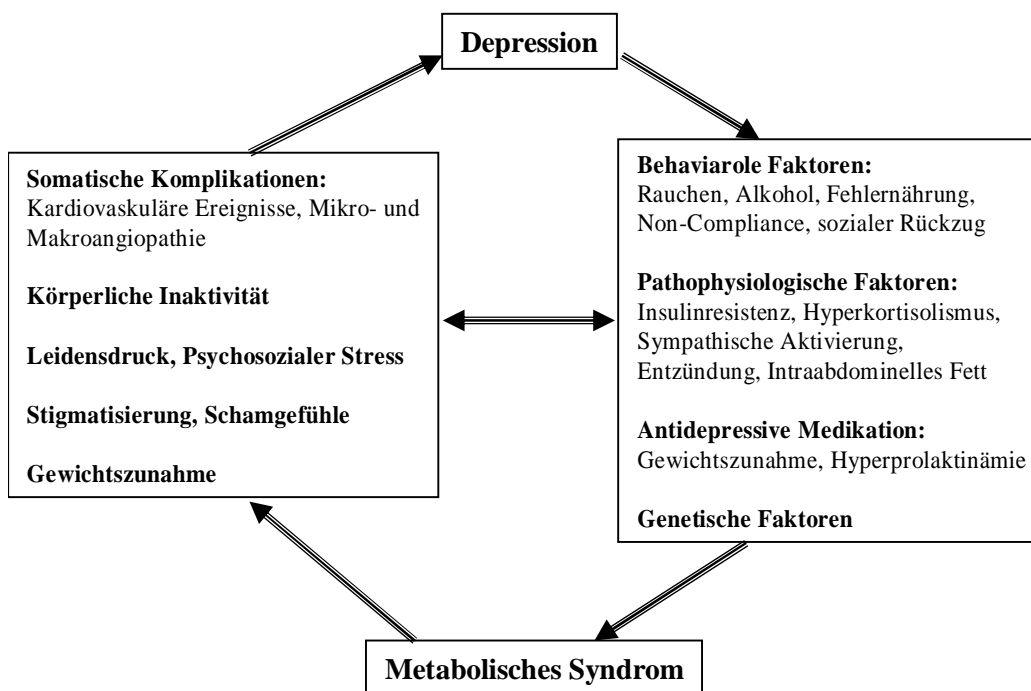 Depression
Somatische Komplikationen:
Kardiovaskuläre Ereignisse, Mikro- und
Makroangiopathie
Körperliche Inaktivität
Leidensdruck, Psychosozialer Stress
Stigmatisierung, Schamgefühle
Gewichtszunahme
Behaviarole Faktoren:
Rauchen, Alkohol, Fehlernährung,
Non-Compliance, sozialer Rückzug
Pathophysiologische Faktoren:
Insulinresistenz, Hyperkortisolismus,
Sympathische Aktivierung,
Entzündung, Intraabdominelles Fett
Antidepressive Medikation:
Gewichtszunahme, Hyperprolaktinämie
Genetische Faktoren
Metabolisches Syndrom